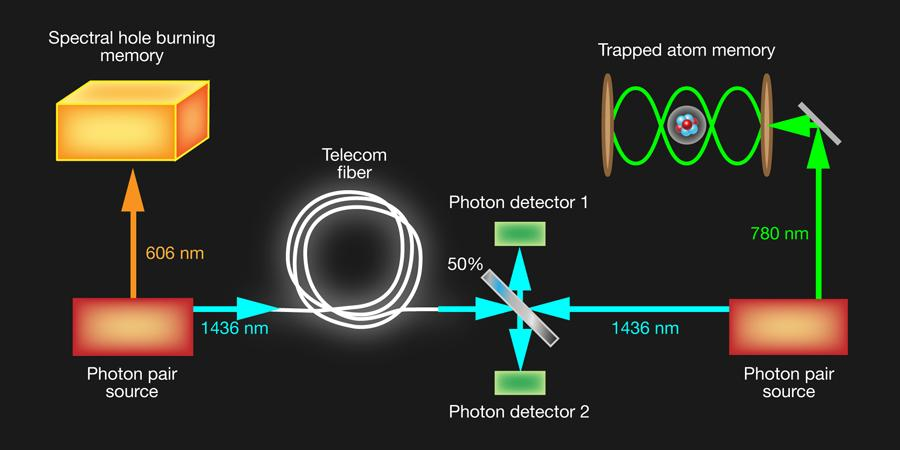 Spectral hole burning
memory
Trapped atom memory
Telecom
fiber
Photon detector 1
780 nm
606 nm
50%
1436 nm
1436 nm
Photon pair
source
Photon pair
source
Photon detector 2